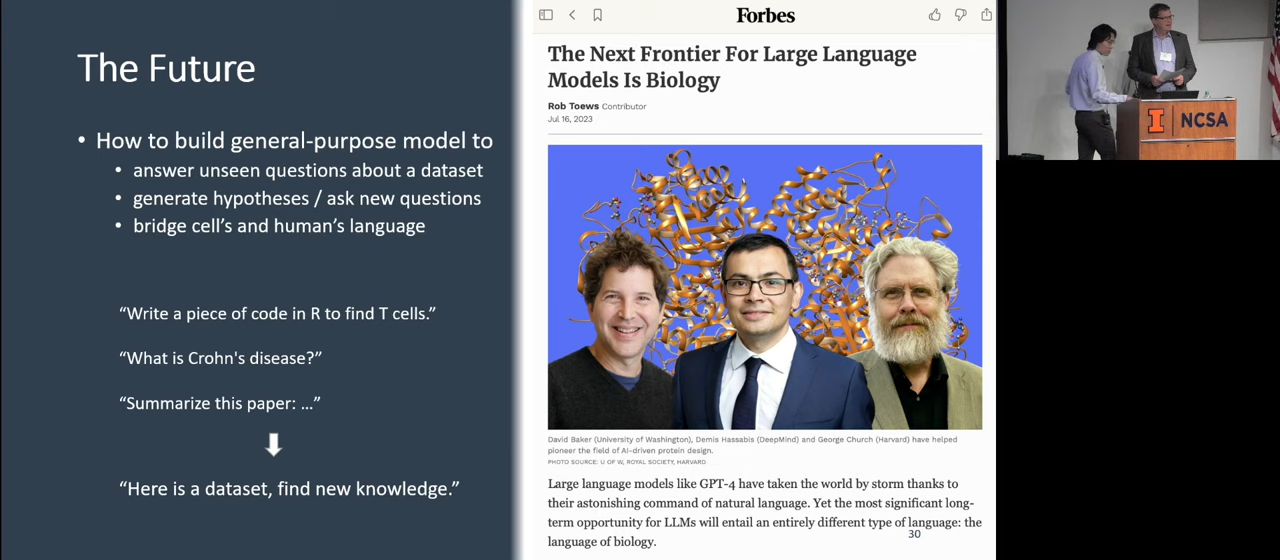 The Future
• How to build general-purpose model to
• answer unseen questions about a dataset
• generate hypotheses / ask new questions
• bridge cell's and human's language
“Write a piece of code in R to find T cells.”
“What is Crohn's disease?”
“Summarize this paper: ...”
“Here is a dataset, find new knowledge.”
Forbes
The Next Frontier For Large Language
Models Is Biology
Rob Toews Contributor
Jul 16, 2023
David Baker (University of Washington), Demis Hassabis (DeepMind) and George Church (Harvard) have helped
pioneer the field of AI-driven protein design.
PHOTO SOURCE: U OF W, ROYAL SOCIETY, HARVARD
Large language models like GPT-4 have taken the world by storm thanks to
their astonishing command of natural language. Yet the most significant long-
term opportunity for LLMs will entail an entirely different type of language: the
language of biology.
30
I NCSA